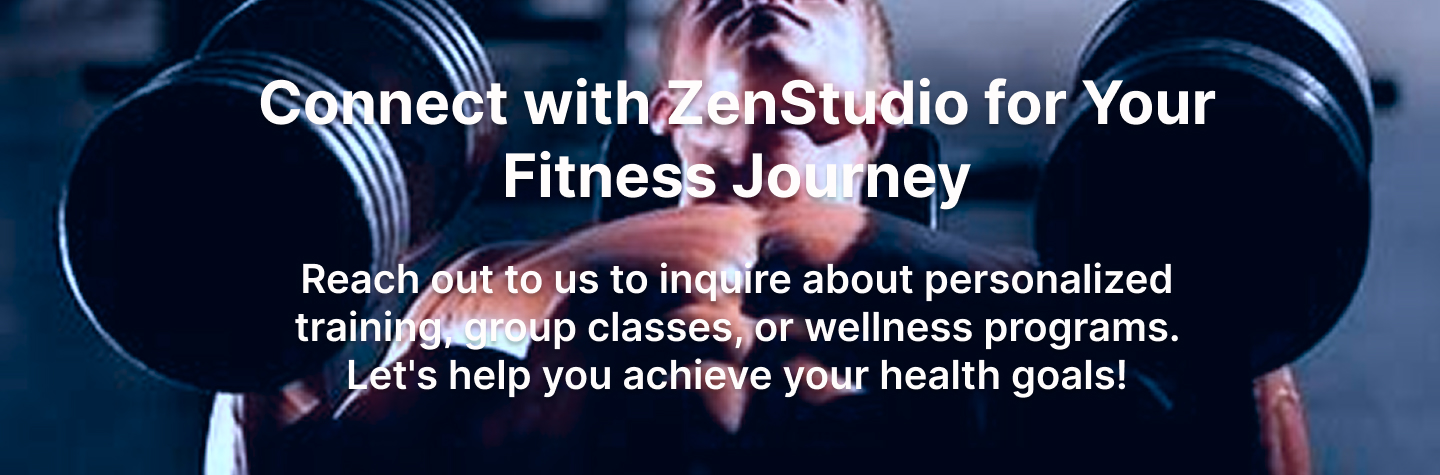 Connect with ZenStudio for Your
Fitness Journey
Reach out to us to inquire about personalized
training, group classes, or wellness programs.
Let's help you achieve your health goals!